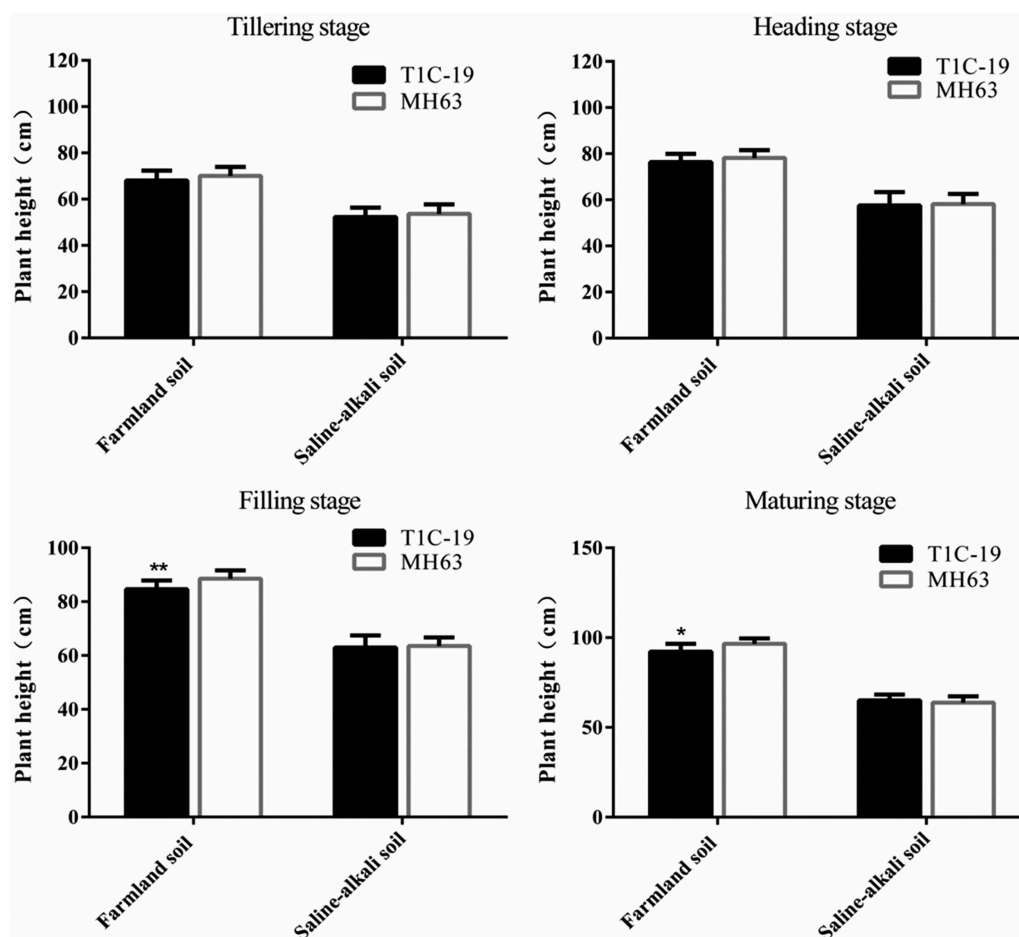 Tillering stage
120
100
80
60
40
20
0
Plant height（cm）
T1C-19
MH63
Farmland soil
Saline-alkali soil
Heading stage
120
100
80
60
40
20
0
Plant height（cm）
T1C-19
MH63
Farmland soil
Saline-alkali soil
Filling stage
100
80
60
40
20
0
Plant height（cm）
**
T1C-19
MH63
Farmland soil
Saline-alkali soil
Maturing stage
150
100
50
0
Plant height（cm）
*
T1C-19
MH63
Farmland soil
Saline-alkali soil